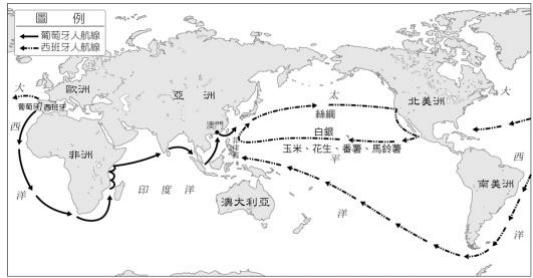 圖例
葡萄牙人航線
西班牙人航線
大
西
洋
歐洲
葡萄牙
西班牙
亞洲
澳門
非洲
印度洋
澳大利亞
太
平
洋
絲綢
白銀
玉米、花生、番薯、馬鈴薯
北美洲
南美洲
大
西
洋